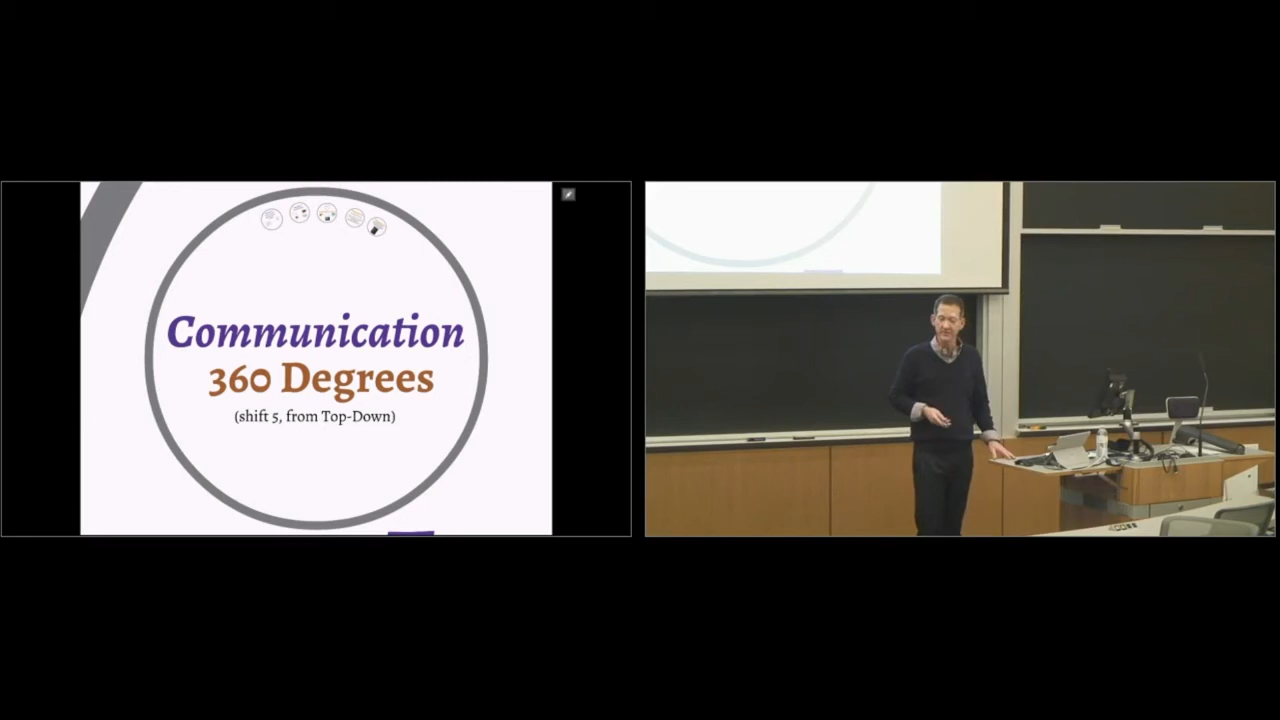 Communication
360 Degrees
(shift 5, from Top-Down)